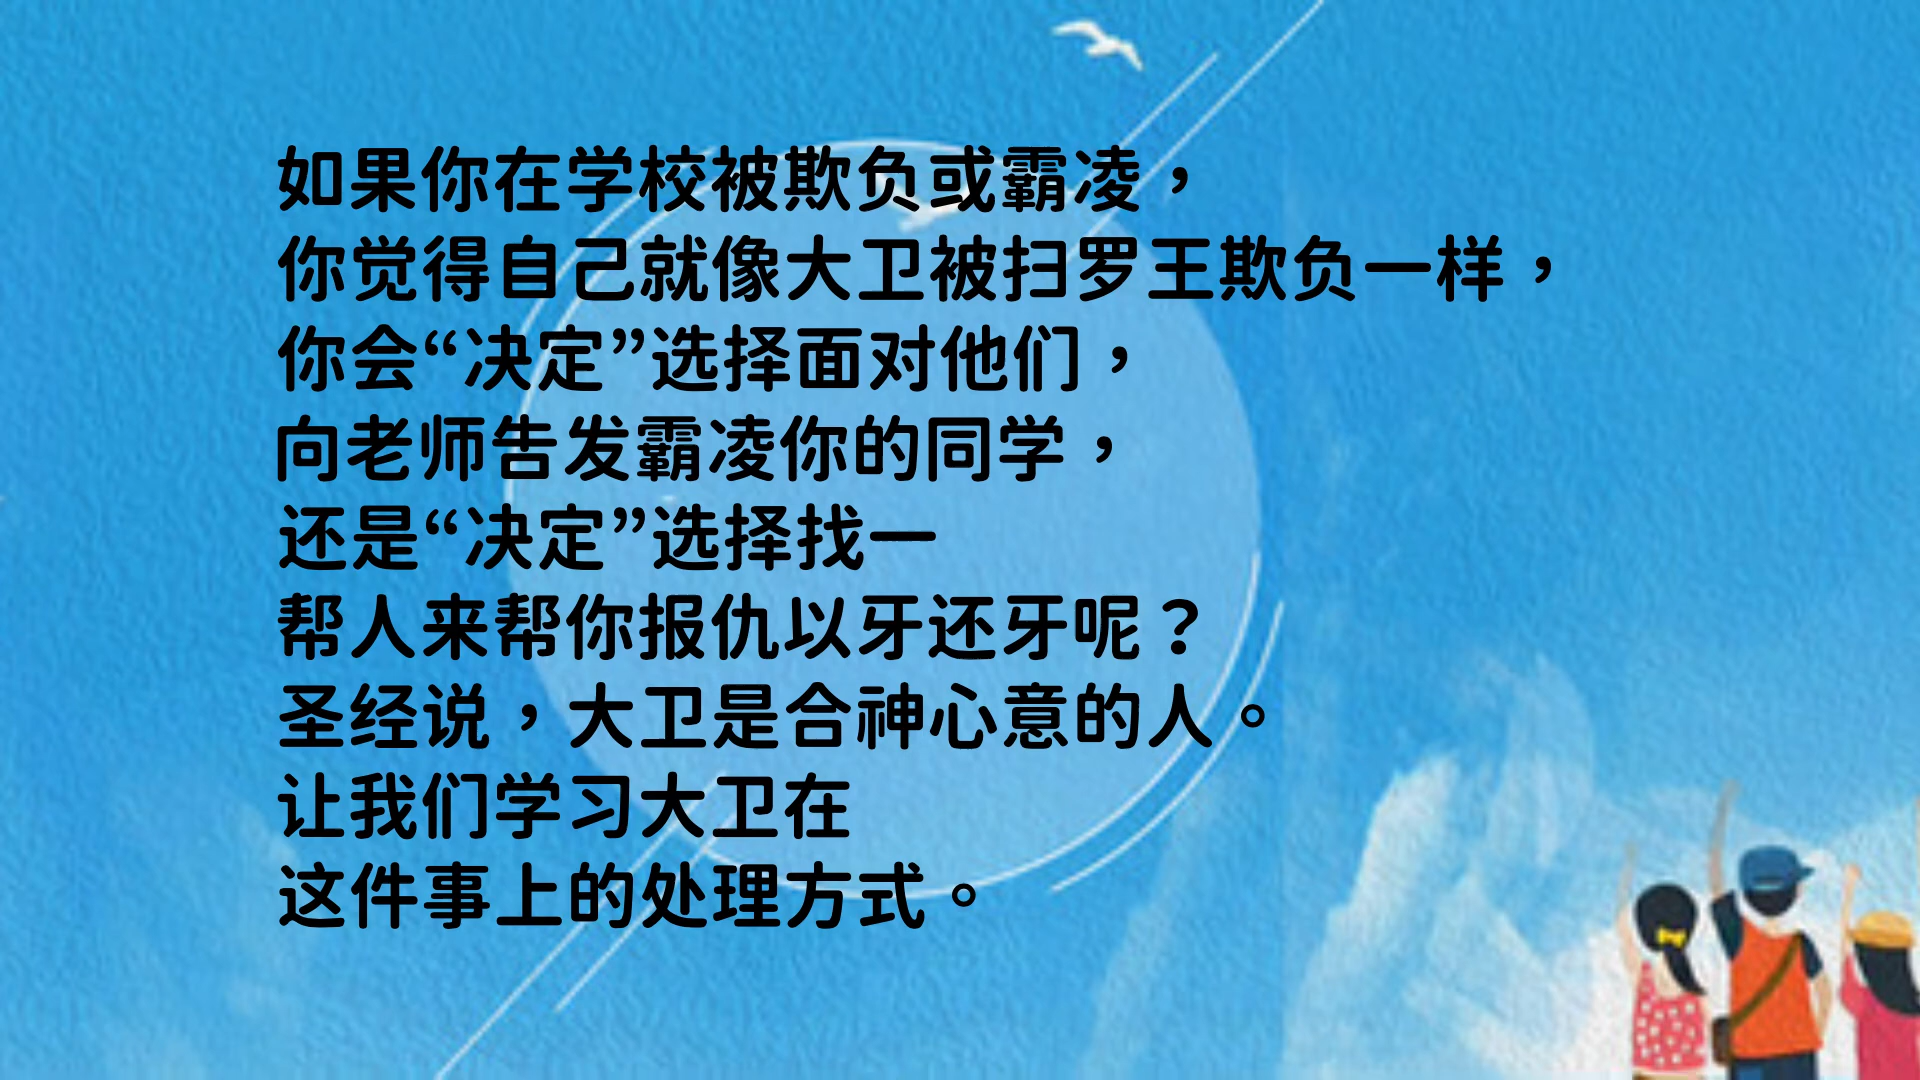 如果你在学校被欺负或霸凌，
你觉得自己就像大卫被扫罗王欺负一样，
你会“决定”选择面对他们，
向老师告发霸凌你的同学，
还是“决定”选择找一
帮人来帮你报仇以牙还牙呢？
圣经说，大卫是合神心意的人。
让我们学习大卫在
这件事上的处理方式。